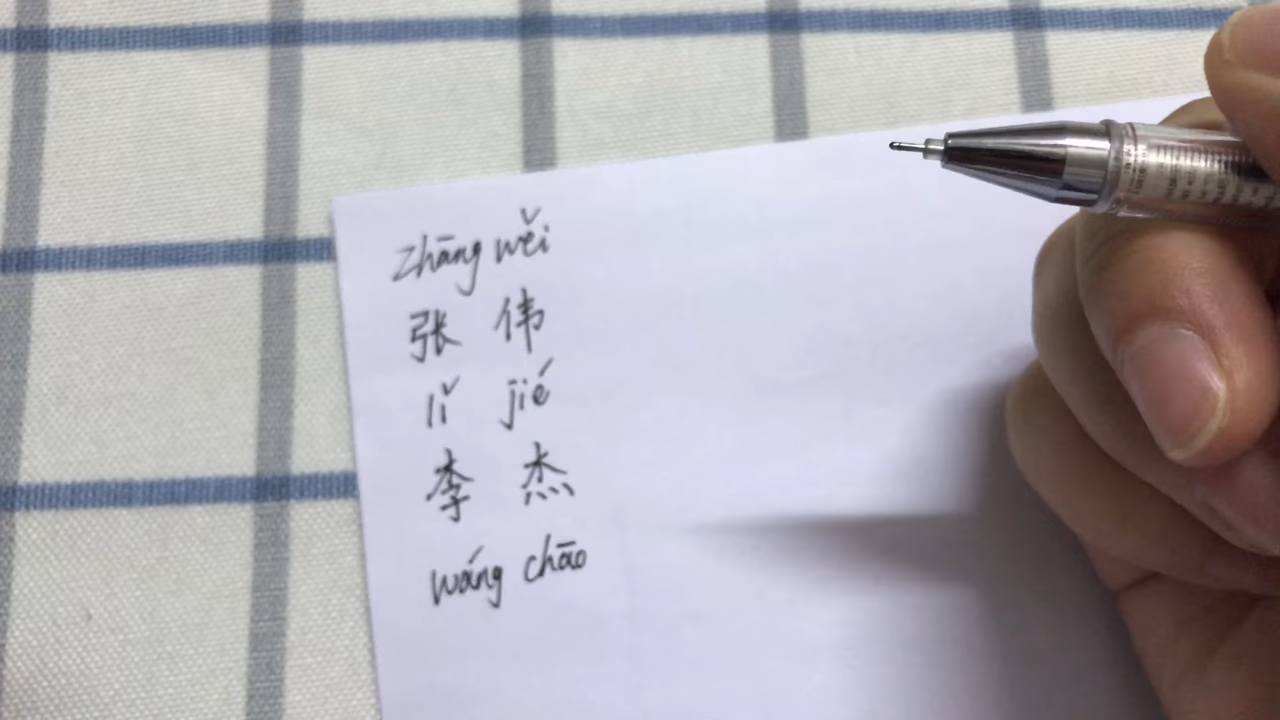 zhāng wěi
张 伟
lǐ jié
李 杰
wáng chāo